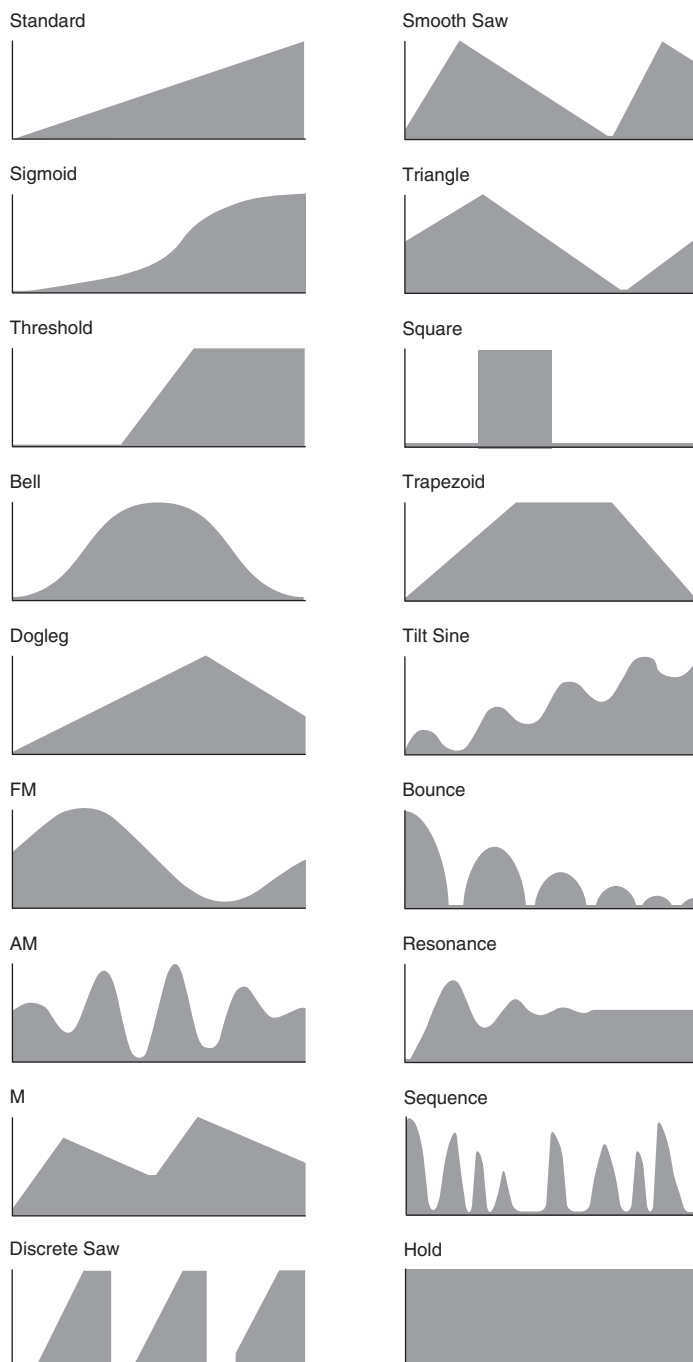 Standard
Smooth Saw
Sigmoid
Triangle
Threshold
Square
Bell
Trapezoid
Dogleg
Tilt Sine
FM
Bounce
AM
Resonance
M
Sequence
Discrete Saw
Hold